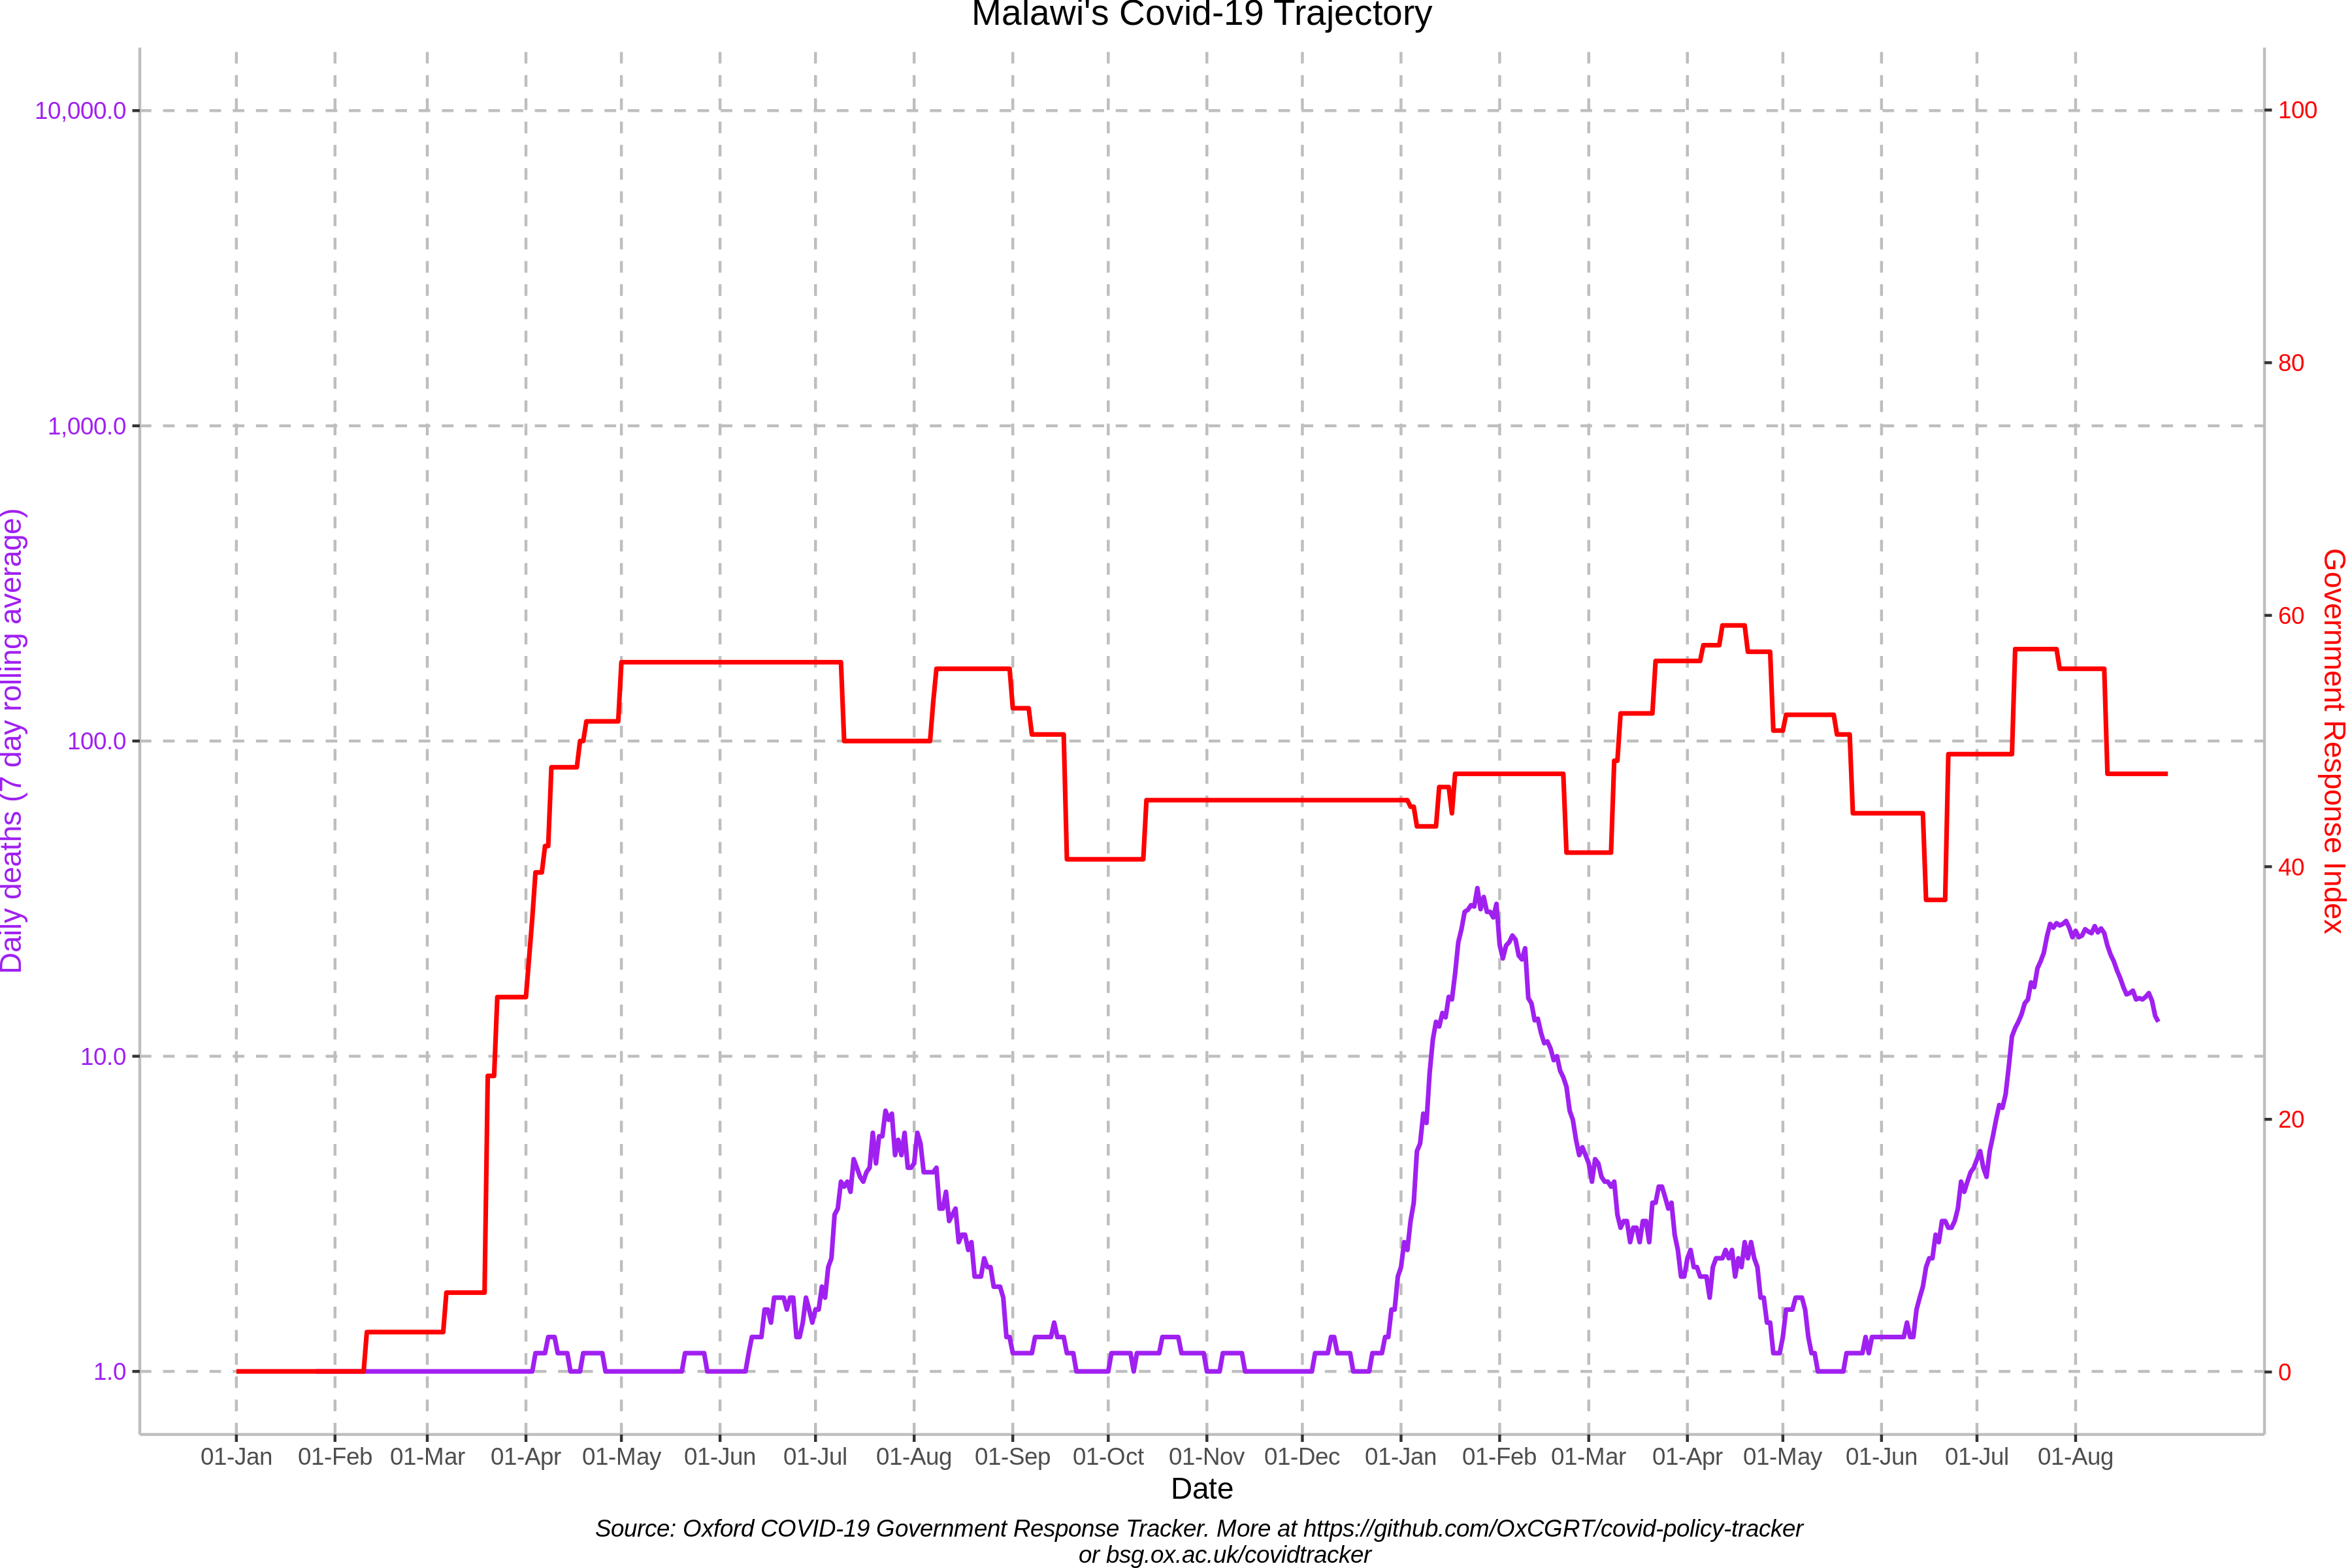 Malawi's Covid-19 Trajectory
10,000.0
1,000.0
100.0
10.0
1.0
Daily deaths (7 day rolling average)
100
80
60
40
20
0
Government Response Index
01-Jan 01-Feb 01-Mar 01-Apr 01-May 01-Jun 01-Jul 01-Aug 01-Sep 01-Oct 01-Nov 01-Dec 01-Jan 01-Feb 01-Mar 01-Apr 01-May 01-Jun 01-Jul 01-Aug
Date
Source: Oxford COVID-19 Government Response Tracker. More at https://github.com/OxCGRT/covid-policy-tracker
or bsg.ox.ac.uk/covidtracker